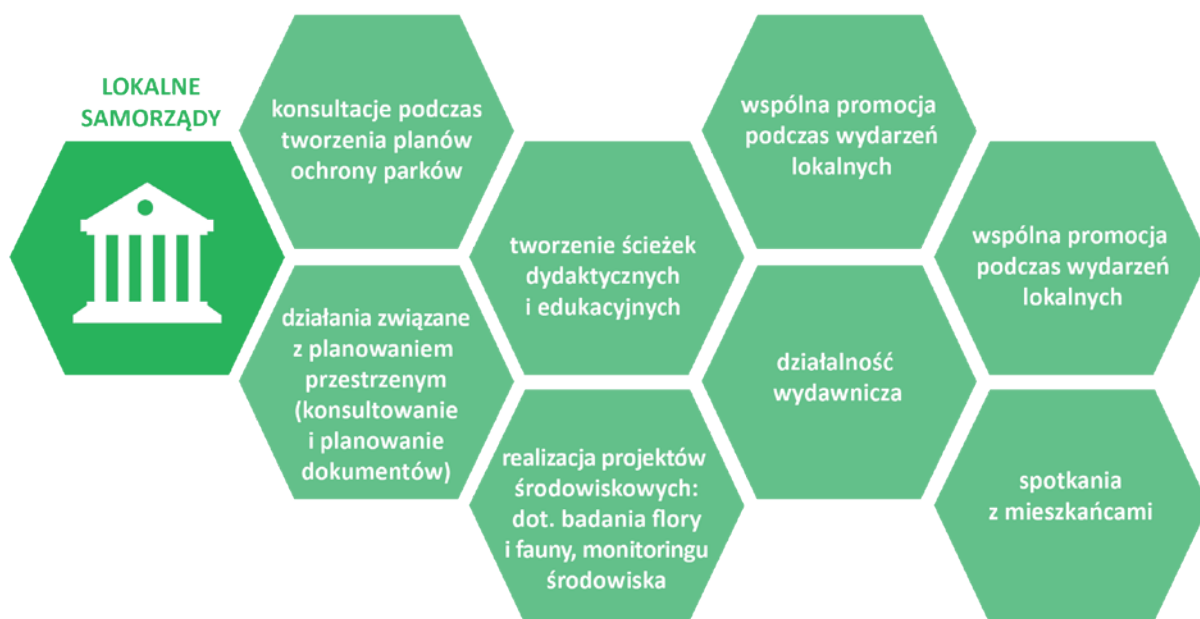 LOKALNE
SAMORZĄDY
konsultacje podczas
tworzenia planów
ochrony parków
działania związane
z planowaniem
przestrzenym
(konsultowanie
i planowanie
dokumentów)
tworzenie ścieżek
dydaktycznych
i edukacyjnych
realizacja projektów
środowiskowych:
dot. badania flory
i fauny, monitoringu
środowiska
wspólna promocja
podczas wydarzeń
lokalnych
działalność
wydawnicza
wspólna promocja
podczas wydarzeń
lokalnych
spotkania
z mieszkańcami